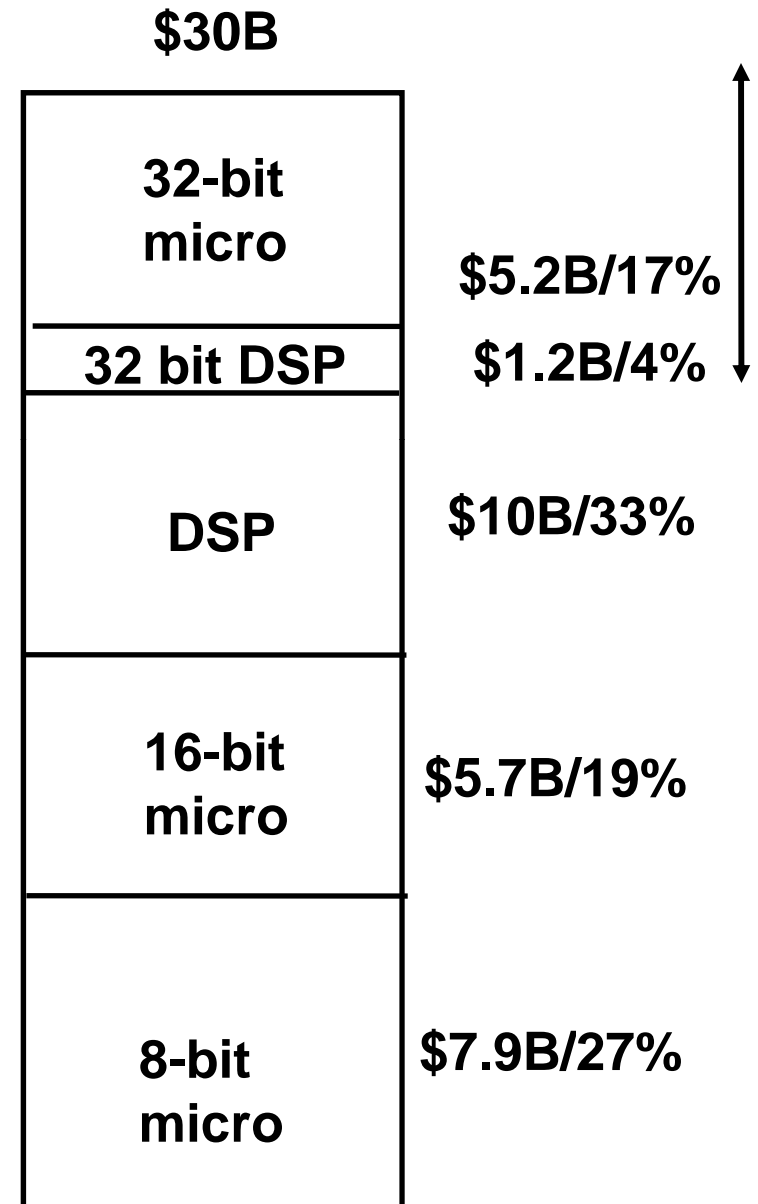 $30B
32-bit
micro
$5.2B/17%
32 bit DSP
$1.2B/4%
DSP
$10B/33%
16-bit
micro
$5.7B/19%
8-bit
micro
$7.9B/27%